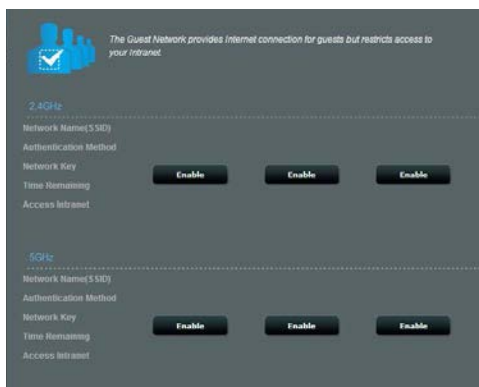 The Guest Network provides Internet connection for guests but restricts access to
your Intranet.
2.4GHz
Network Name(SSID)
Authentication Method
Network Key
Enable Enable Enable
Time Remaining
Access Intranet
5GHz
Network Name(SSID)
Authentication Method
Network Key
Enable Enable Enable
Time Remaining
Access Intranet